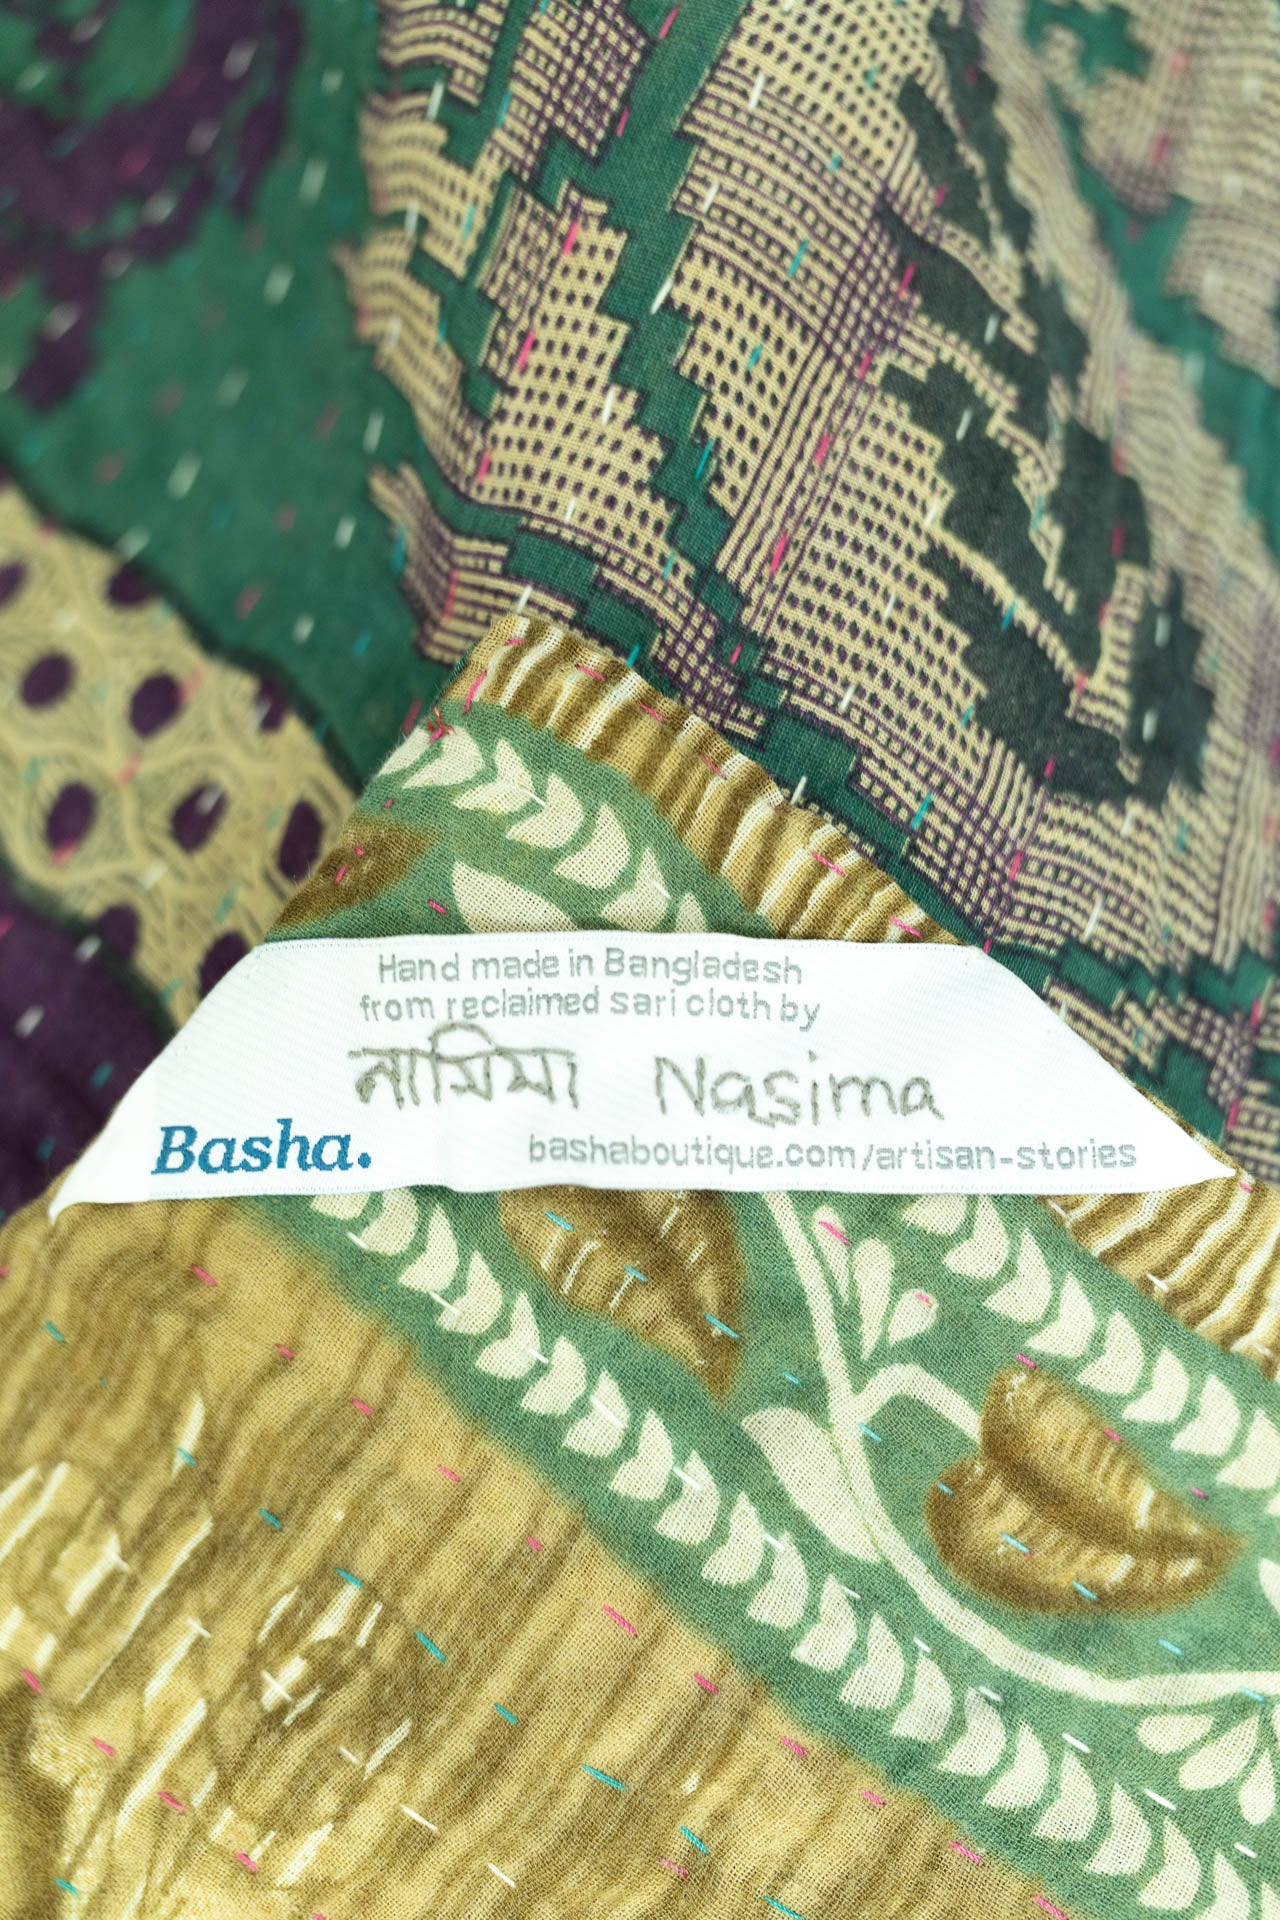 Hand made in Bangladesh
from reclaimed sari cloth by
নাসিমা Nasima
Basha.
bashaboutique.com/artisan-stories